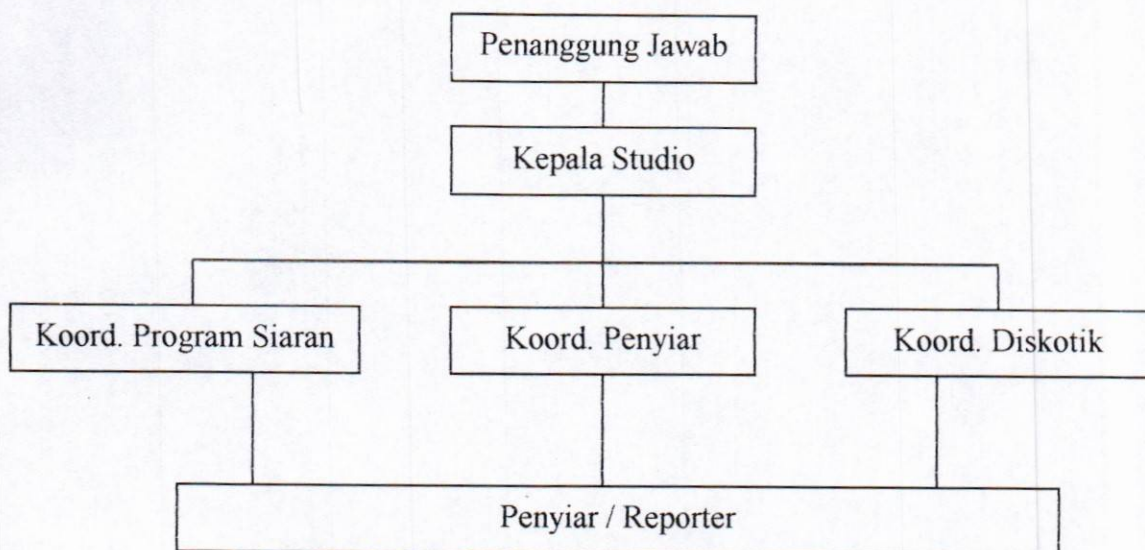 Penanggung Jawab
Kepala Studio
Koord. Program Siaran
Koord. Penyiar
Koord. Diskotik
Penyiar / Reporter